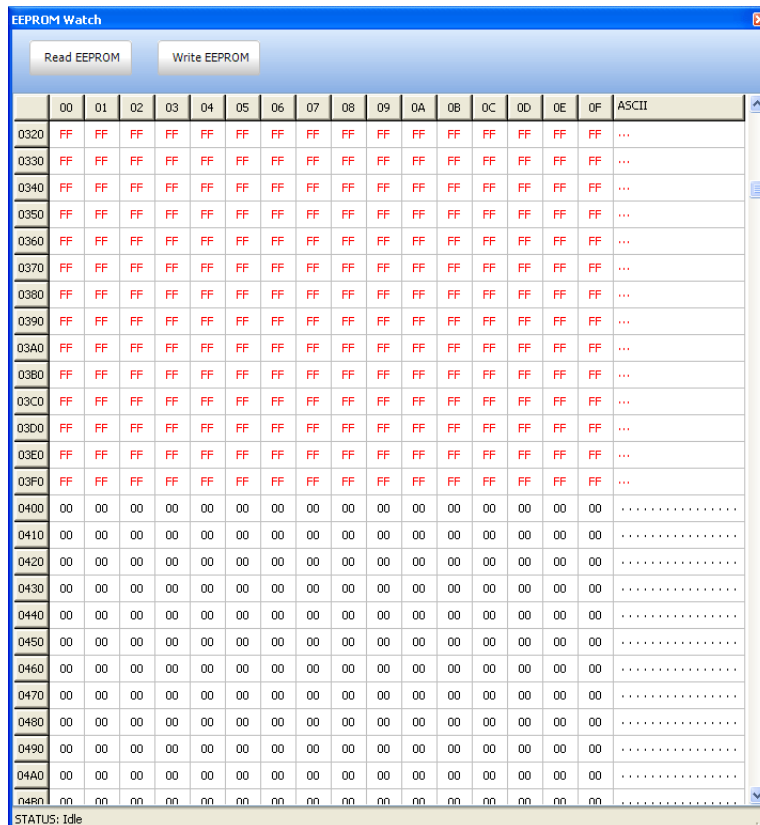 EEPROM Watch
Read EEPROM Write EEPROM
00 01 02 03 04 05 06 07 08 09 0A 0B 0C 0D 0E 0F ASCII
0320 FF FF FF FF FF FF FF FF FF FF FF FF FF FF FF FF ...
0330 FF FF FF FF FF FF FF FF FF FF FF FF FF FF FF FF ...
0340 FF FF FF FF FF FF FF FF FF FF FF FF FF FF FF FF ...
0350 FF FF FF FF FF FF FF FF FF FF FF FF FF FF FF FF ...
0360 FF FF FF FF FF FF FF FF FF FF FF FF FF FF FF FF ...
0370 FF FF FF FF FF FF FF FF FF FF FF FF FF FF FF FF ...
0380 FF FF FF FF FF FF FF FF FF FF FF FF FF FF FF FF ...
0390 FF FF FF FF FF FF FF FF FF FF FF FF FF FF FF FF ...
03A0 FF FF FF FF FF FF FF FF FF FF FF FF FF FF FF FF ...
03B0 FF FF FF FF FF FF FF FF FF FF FF FF FF FF FF FF ...
03C0 FF FF FF FF FF FF FF FF FF FF FF FF FF FF FF FF ...
03D0 FF FF FF FF FF FF FF FF FF FF FF FF FF FF FF FF ...
03E0 FF FF FF FF FF FF FF FF FF FF FF FF FF FF FF FF ...
03F0 FF FF FF FF FF FF FF FF FF FF FF FF FF FF FF FF ...
0400 00 00 00 00 00 00 00 00 00 00 00 00 00 00 00 00 ................
0410 00 00 00 00 00 00 00 00 00 00 00 00 00 00 00 00 ................
0420 00 00 00 00 00 00 00 00 00 00 00 00 00 00 00 00 ................
0430 00 00 00 00 00 00 00 00 00 00 00 00 00 00 00 00 ................
0440 00 00 00 00 00 00 00 00 00 00 00 00 00 00 00 00 ................
0450 00 00 00 00 00 00 00 00 00 00 00 00 00 00 00 00 ................
0460 00 00 00 00 00 00 00 00 00 00 00 00 00 00 00 00 ................
0470 00 00 00 00 00 00 00 00 00 00 00 00 00 00 00 00 ................
0480 00 00 00 00 00 00 00 00 00 00 00 00 00 00 00 00 ................
0490 00 00 00 00 00 00 00 00 00 00 00 00 00 00 00 00 ................
04A0 00 00 00 00 00 00 00 00 00 00 00 00 00 00 00 00 ................
04B0 00 00 00 00 00 00 00 00 00 00 00 00 00 00 00 00 ................
STATUS: Idle